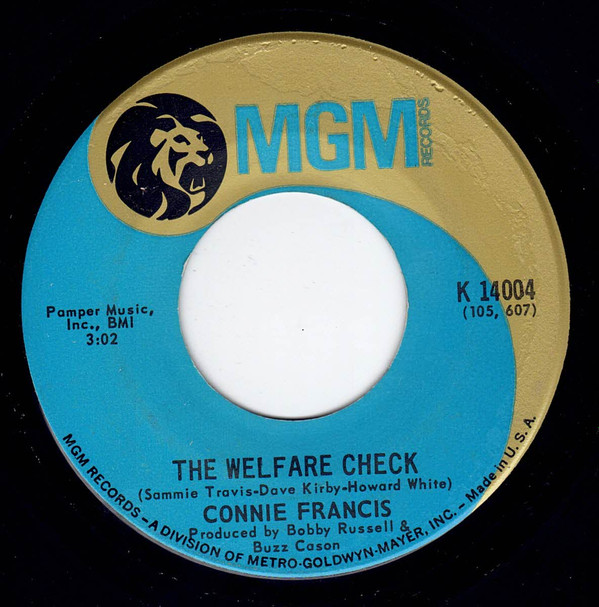 MGM
RECORDS
K 14004
(105, 607)
Pamper Music,
Inc., BMI
3:02
THE WELFARE CHECK
(Sammie Travis-Dave Kirby-Howard White)
CONNIE FRANCIS
Produced by Bobby Russell &
Buzz Cason
MGM RECORDS – A DIVISION OF METRO-GOLDWYN-MAYER, INC. – Made in U. S. A.